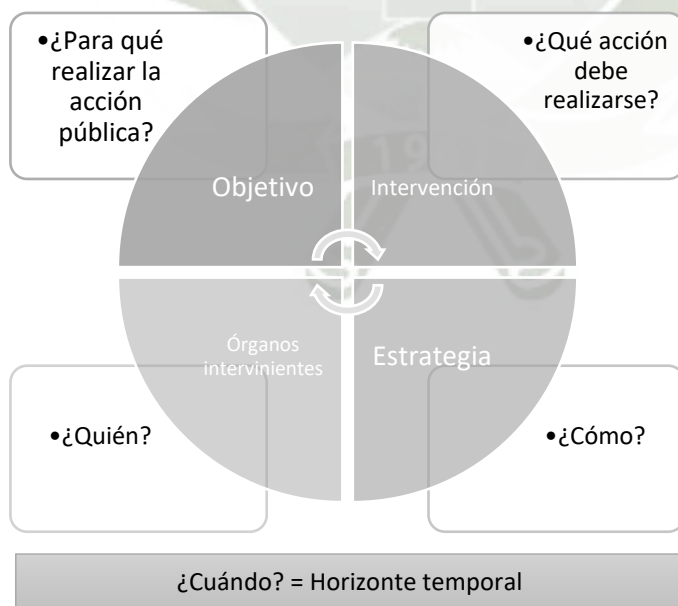 •¿Para qué
realizar la
acción
pública?
•¿Qué acción
debe
realizarse?
Objetivo
Intervención
Órganos
intervinientes
Estrategia
•¿Quién?
•¿Cómo?
¿Cuándo? = Horizonte temporal